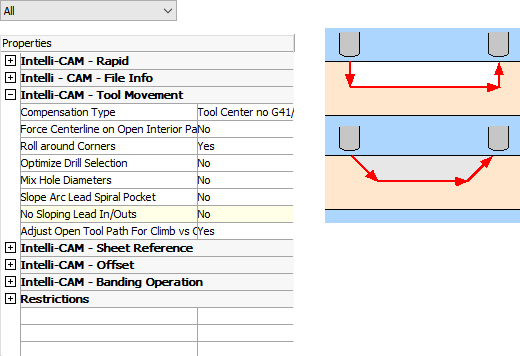 All
Properties
Intelli-CAM - Rapid
Intelli - CAM - File Info
Intelli-CAM - Tool Movement
Compensation Type Tool Center no G41/
Force Centerline on Open Interior Pa No
Roll around Corners Yes
Optimize Drill Selection No
Mix Hole Diameters No
Slope Arc Lead Spiral Pocket No
No Sloping Lead In/Outs No
Adjust Open Tool Path For Climb vs C Yes
Intelli-CAM - Sheet Reference
Intelli-CAM - Offset
Intelli-CAM - Banding Operation
Restrictions